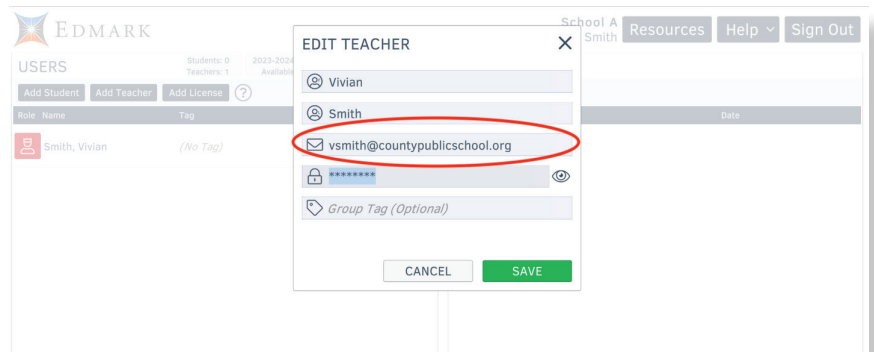 EDMARK
School A
Smith
Resources
Help
Sign Out
USERS
Students: 0
Teachers: 1
2023-2024
Available
Add Student
Add Teacher
Add License
?
Role Name
Tag
Date
Smith, Vivian
(No Tag)
EDIT TEACHER
Vivian
Smith
vsmith@countypublicschool.org
********
Group Tag (Optional)
CANCEL
SAVE